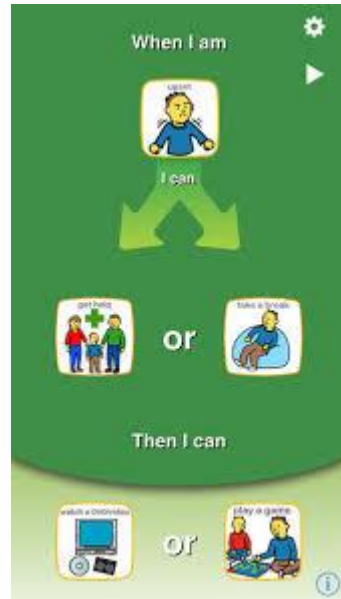 When I am
upset
I can
get help
or
take a break
Then I can
watch a DVD/video
or
play a game